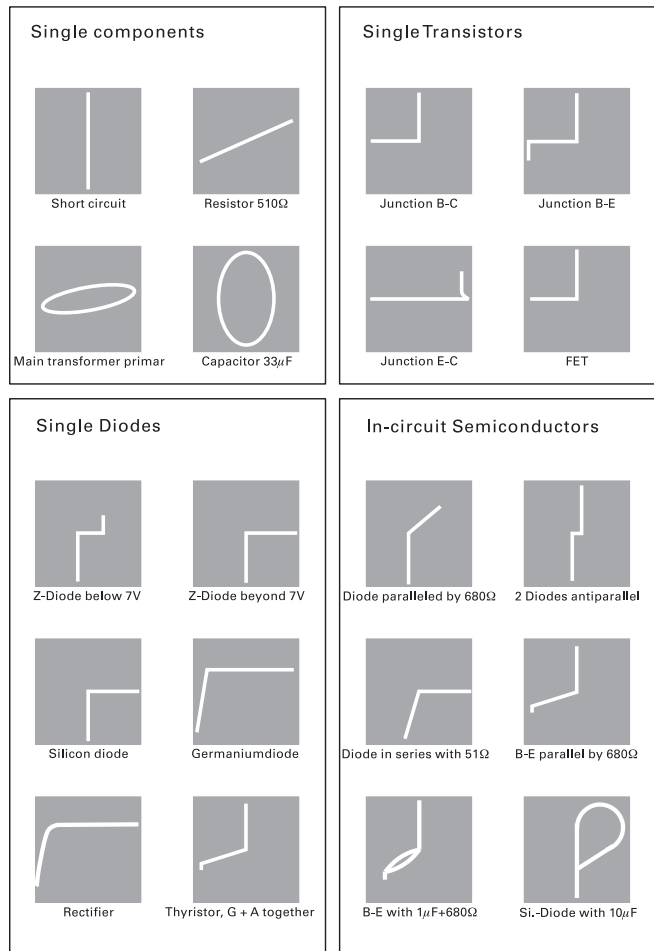 Single components
Short circuit
Resistor 510Ω
Main transformer primar
Capacitor 33µF
Single Transistors
Junction B-C
Junction B-E
Junction E-C
FET
Single Diodes
Z-Diode below 7V
Z-Diode beyond 7V
Silicon diode
Germaniumdiode
Rectifier
Thyristor, G + A together
In-circuit Semiconductors
Diode paralleled by 680Ω
2 Diodes antiparallel
Diode in series with 51Ω
B-E parallel by 680Ω
B-E with 1µF+680Ω
Si.-Diode with 10µF